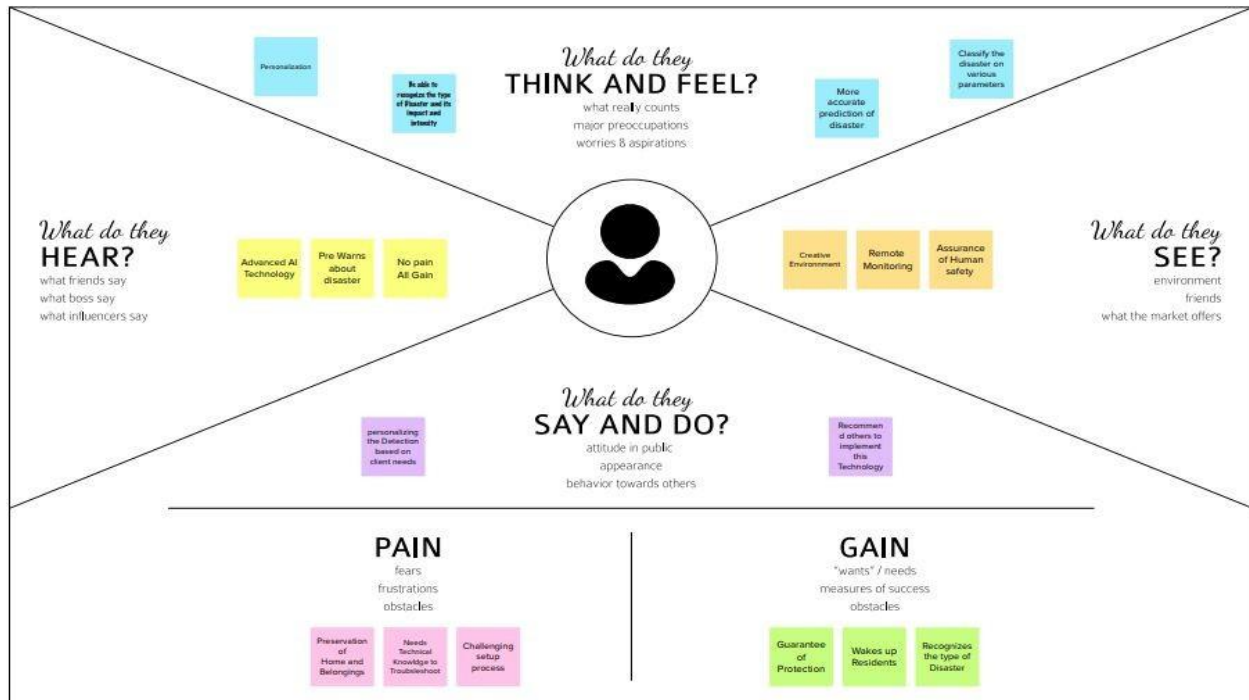 What do they
THINK AND FEEL?
what really counts
major preoccupations
worries & aspirations
Personalization
Be able to
recognize the type
of Disaster and its
impact and
intensity
More
accurate
prediction of
disaster
Classify the
disaster on
various
parameters
What do they
HEAR?
what friends say
what boss say
what influencers say
Advanced AI
Technology
Pre Warns
about
disaster
No pain
All Gain
Creative
Environnment
Remote
Monitoring
Assurance
of Human
safety
What do they
SEE?
environment
friends
what the market offers
What do they
SAY AND DO?
attitude in public
appearance
behavior towards others
personalizing
the Detection
based on
client needs
Recommen
d others to
implement
this
Technology
PAIN
fears
frustrations
obstacles
Preservation
of
Home and
Belongings
Needs
Technical
Knowldge to
Troubsleshoot
Challenging
setup
process
GAIN
"wants" / needs
measures of success
obstacles
Guarantee
of
Protection
Wakes up
Residents
Recognizes
the type of
Disaster